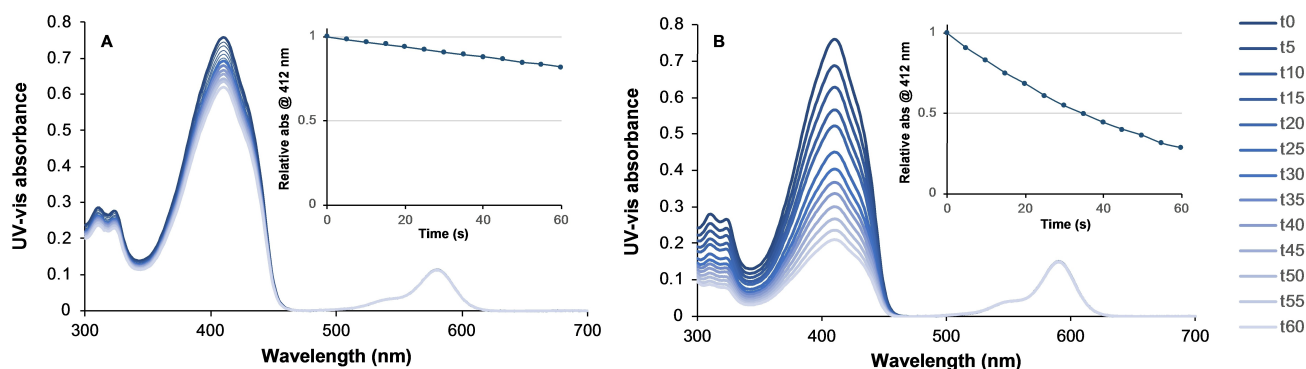 A
UV-vis absorbance
0.8
0.7
0.6
0.5
0.4
0.3
0.2
0.1
0
300
400
500
600
700
Wavelength (nm)
Relative abs @ 412 nm
1
0.5
0
0
20
40
60
Time (s)
B
UV-vis absorbance
0.8
0.7
0.6
0.5
0.4
0.3
0.2
0.1
0
300
400
500
600
700
Wavelength (nm)
Relative abs @ 412 nm
1
0.5
0
0
20
40
60
Time (s)
t0
t5
t10
t15
t20
t25
t30
t35
t40
t45
t50
t55
t60